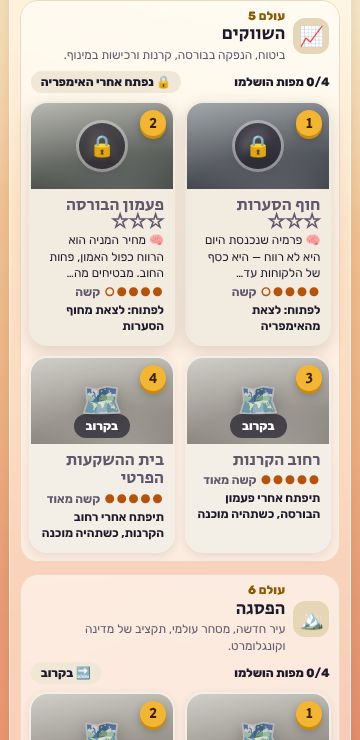 עולם 5
השווקים
ביטוח, הנפקה בבורסה, קרנות ורכישות במינוף.
0/4 מפות הושלמו
🔒 נפתח אחרי האימפריה
1
חוף הסערות
☆☆☆
🧠 פרמיה שנכנסת היום
היא לא רווח — היא כסף
של הלקוחות עד...
●●●●○ קשה
לפתוח: לצאת
מהאימפריה
2
פעמון הבורסה
☆☆☆
🧠 מחיר המניה הוא
הרווח כפול האמון, פחות
החוב. מבטיחים מה...
●●●●○ קשה
לפתוח: לצאת מחוף
הסערות
3
בקרוב
רחוב הקרנות
●●●●● קשה מאוד
תיפתח אחרי פעמון
הבורסה, כשתהיה מוכנה
4
בקרוב
בית ההשקעות
הפרטי
●●●●● קשה מאוד
תיפתח אחרי רחוב
הקרנות, כשתהיה מוכנה
עולם 6
הפסגה
עיר חדשה, מסחר עולמי, תקציב של מדינה
וקונגלומרט.
0/4 מפות הושלמו
🔜 בקרוב
1
2